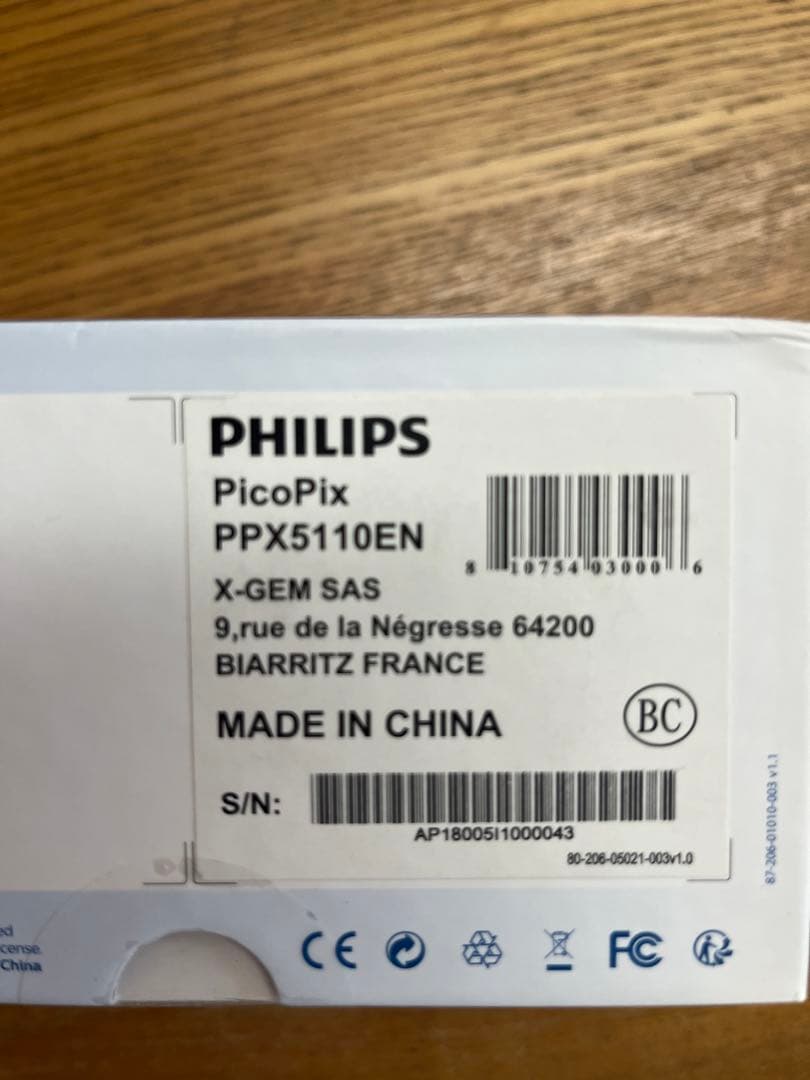 PHILIPS
PicoPix
PPX5110EN
8 10754 03000 6
X-GEM SAS
9,rue de la Négresse 64200
BIARRITZ FRANCE
MADE IN CHINA
BC
S/N:
AP18005I1000043
80-206-05021-003v1.0
87-206-01010-003 v1.1
ed
cense.
China
CE
FC